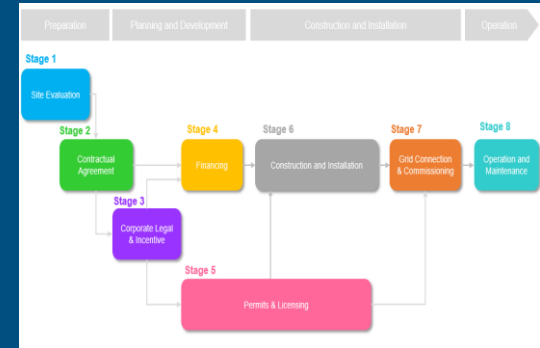 Preparation
Planning and Development
Construction and Installation
Operation
Stage 1
Site Evaluation
Stage 2
Contractual
Agreement
Stage 3
Corporate Legal
& Incentive
Stage 4
Financing
Stage 5
Permits & Licensing
Stage 6
Construction and Installation
Stage 7
Grid Connection
& Commissioning
Stage 8
Operation and
Maintenance